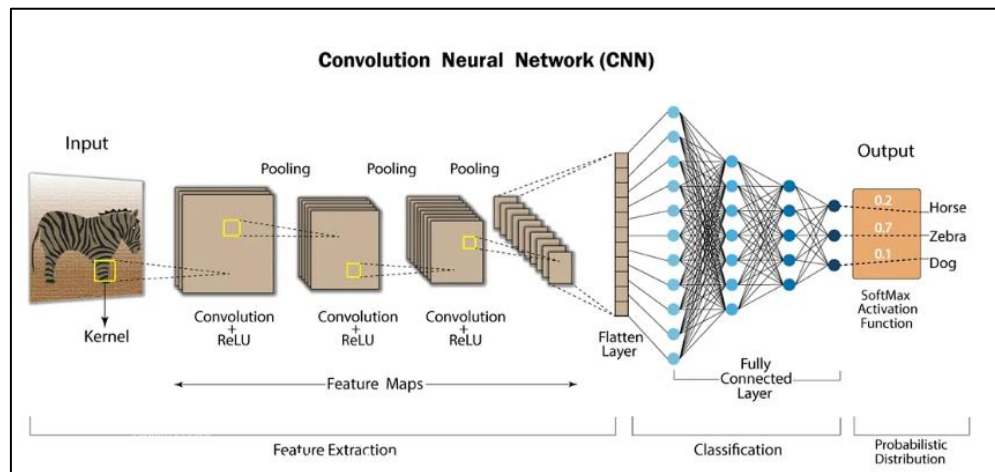 Convolution Neural Network (CNN)
Input
Kernel
Pooling
Pooling
Pooling
Convolution
+
ReLU
Convolution
+
ReLU
Convolution
+
ReLU
Feature Maps
Flatten
Layer
Fully
Connected
Layer
Output
0.2
0.7
0.1
Horse
Zebra
Dog
SoftMax
Activation
Function
Feature Extraction
Classification
Probabilistic
Distribution